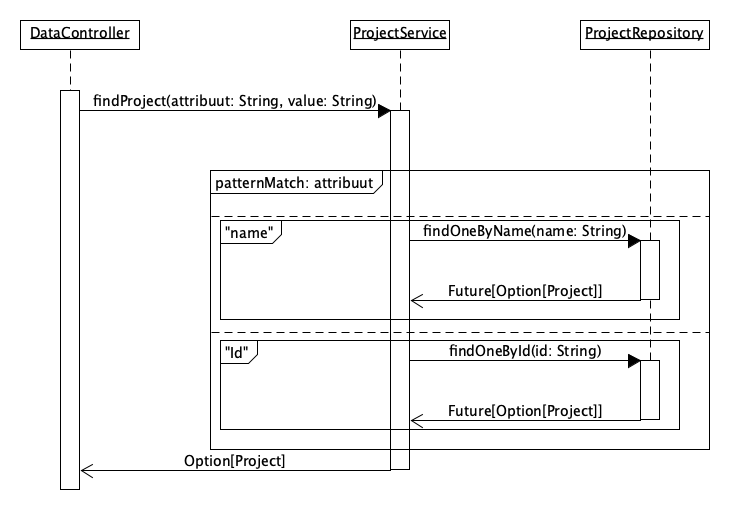 DataController
ProjectService
ProjectRepository
findProject(attribuut: String, value: String)
patternMatch: attribuut
"name"
findOneByName(name: String)
Future[Option[Project]]
"Id"
findOneById(id: String)
Future[Option[Project]]
Option[Project]